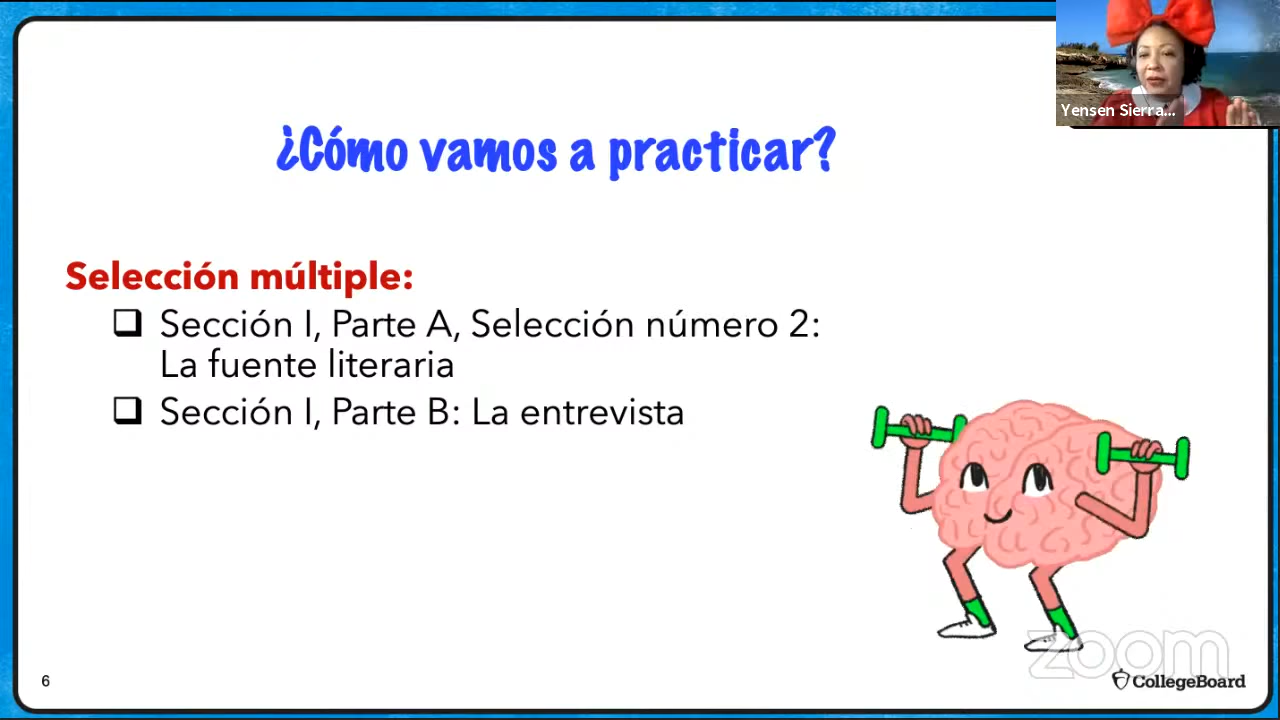 Yensen Sierra...
¿Cómo vamos a practicar?
Selección múltiple:
Sección I, Parte A, Selección número 2:
La fuente literaria
Sección I, Parte B: La entrevista
zoom
6
CollegeBoard